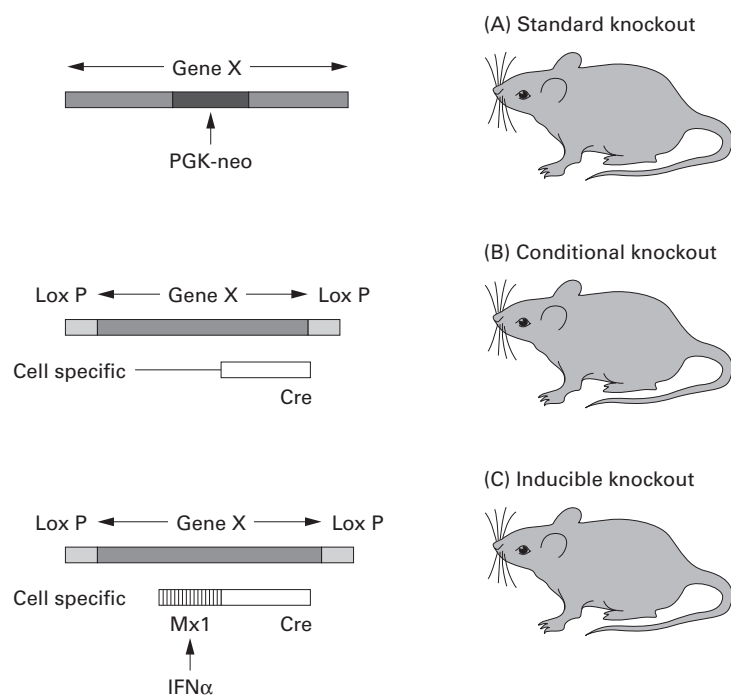 (A) Standard knockout
Gene X
PGK-neo
(B) Conditional knockout
Lox P Gene X Lox P
Cell specific
Cre
(C) Inducible knockout
Lox P Gene X Lox P
Cell specific
Mx1 Cre
IFNα